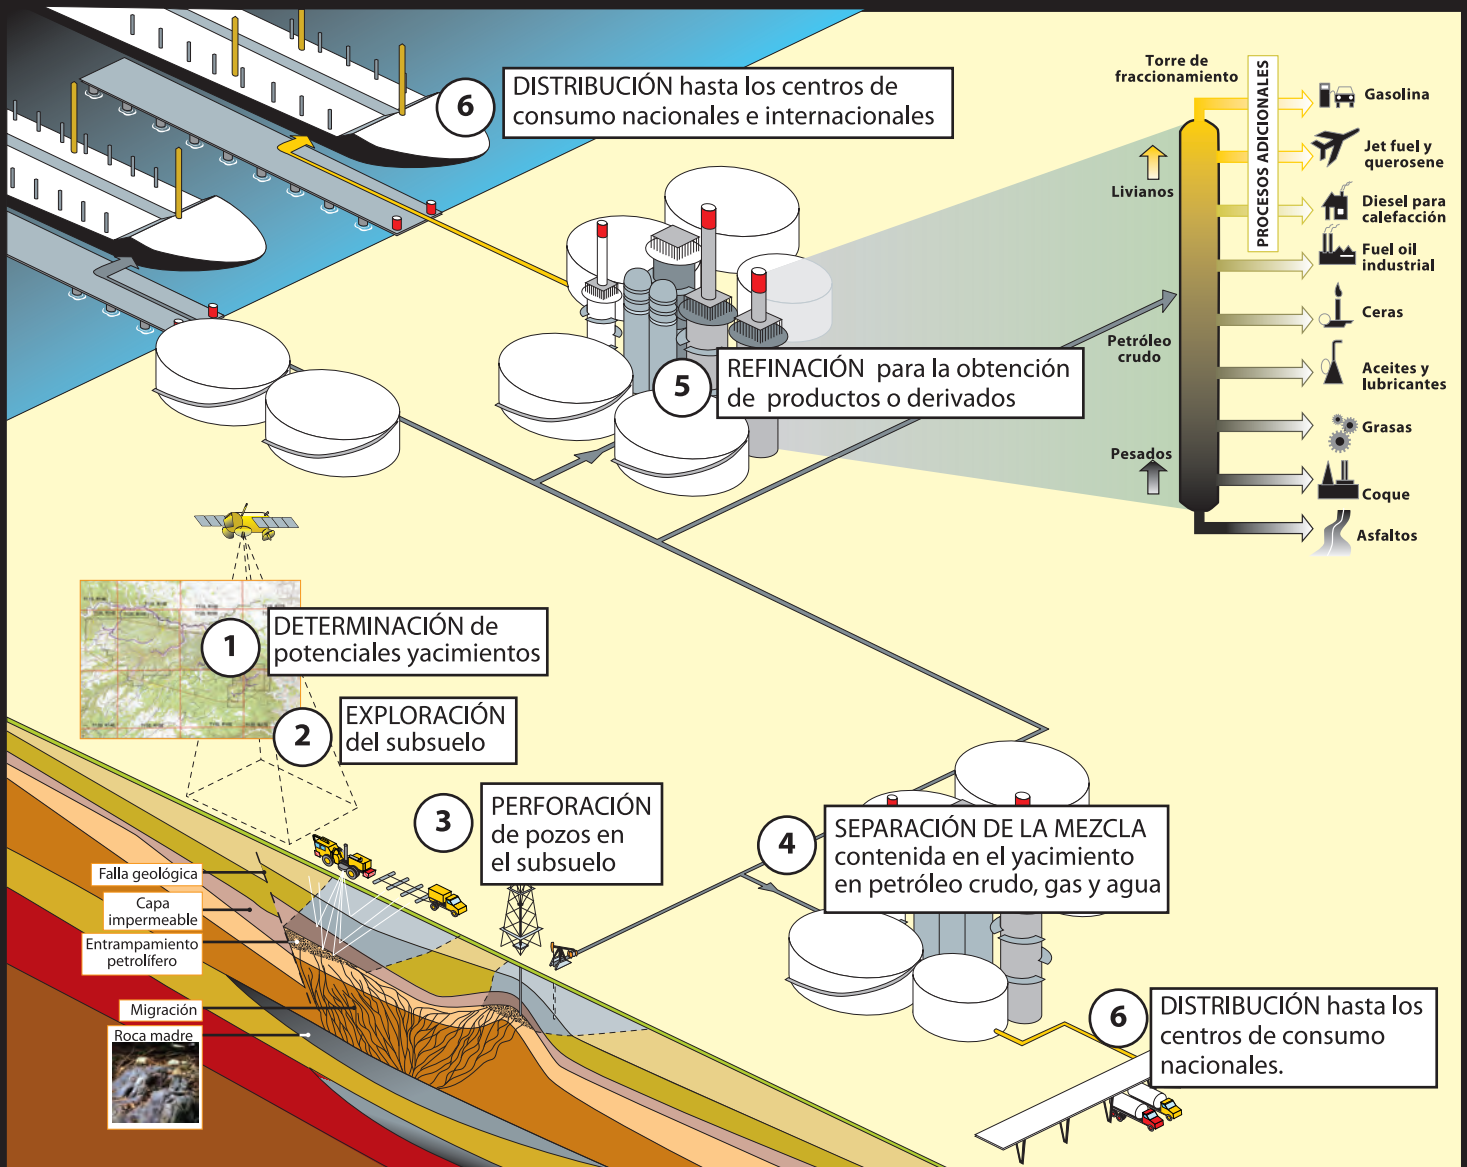 6
DISTRIBUCIÓN hasta los centros de
consumo nacionales e internacionales
Torre de
fraccionamiento
PROCESOS ADICIONALES
Livianos
Petróleo
crudo
Pesados
Gasolina
Jet fuel y
querosene
Diesel para
calefacción
Fuel oil
industrial
Ceras
Aceites y
lubricantes
Grasas
Coque
Asfaltos
5
REFINACIÓN para la obtención
de productos o derivados
1
DETERMINACIÓN de
potenciales yacimientos
2
EXPLORACIÓN
del subsuelo
3
PERFORACIÓN
de pozos en
el subsuelo
4
SEPARACIÓN DE LA MEZCLA
contenida en el yacimiento
en petróleo crudo, gas y agua
Falla geológica
Capa
impermeable
Entrampamiento
petrolífero
Migración
Roca madre
6
DISTRIBUCIÓN hasta los
centros de consumo
nacionales.